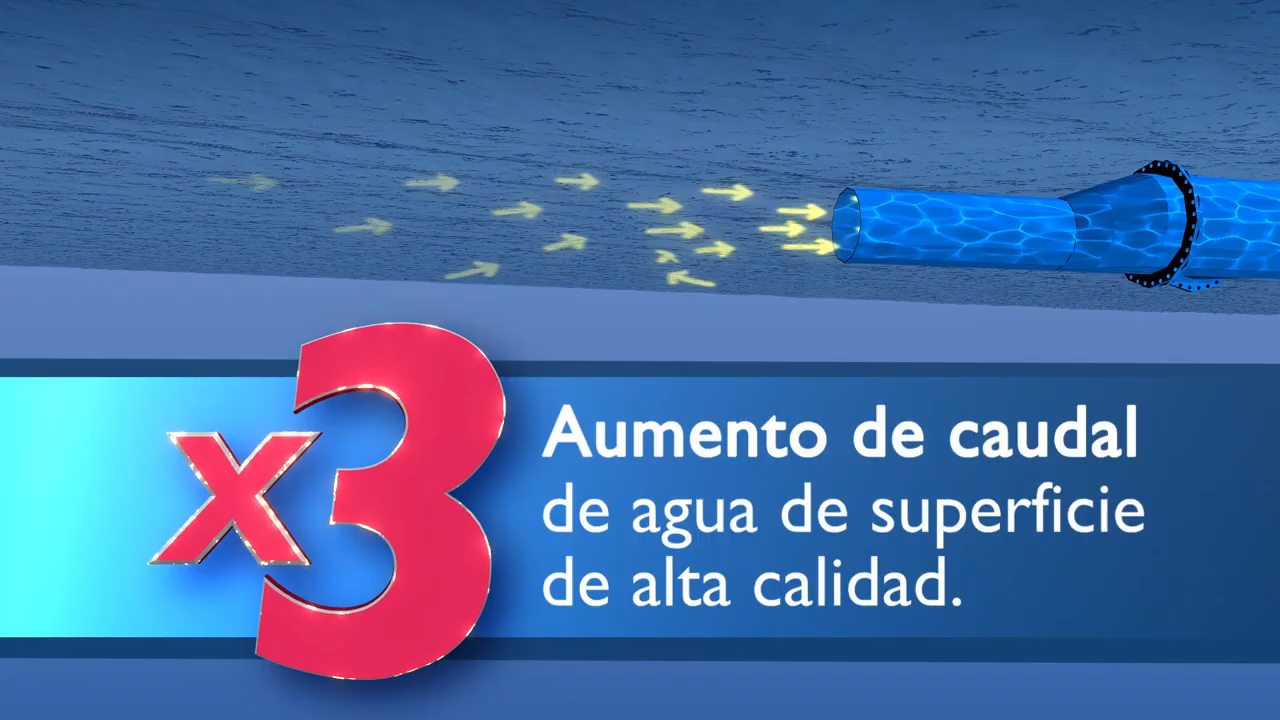 x3
Aumento de caudal
de agua de superficie
de alta calidad.